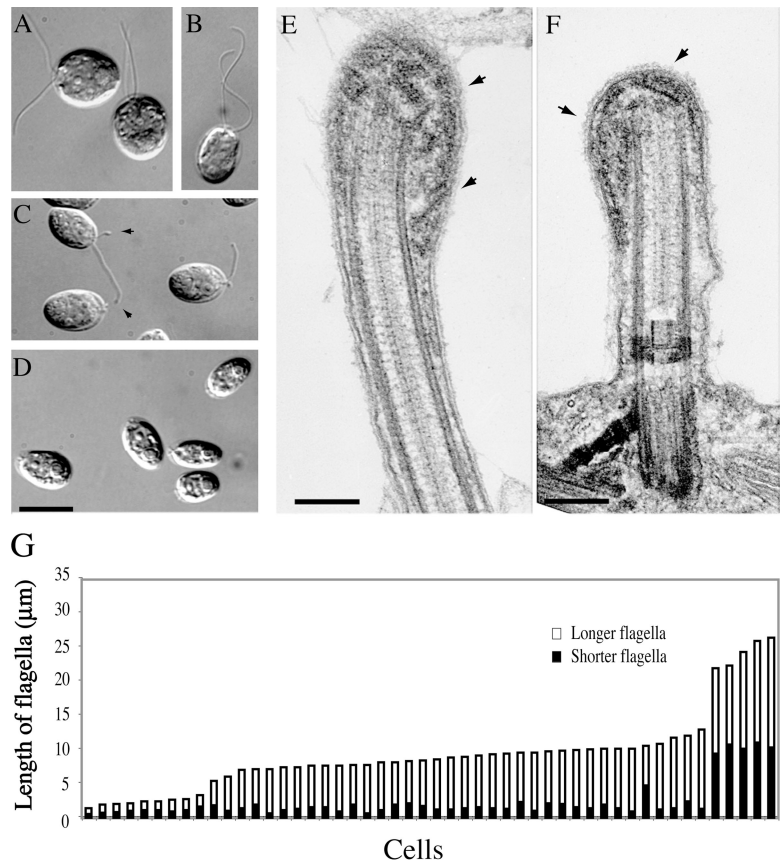 A
B
C
D
E
F
G
Length of flagella (μm)
35
30
25
20
15
10
5
0
Longer flagella
Shorter flagella
Cells